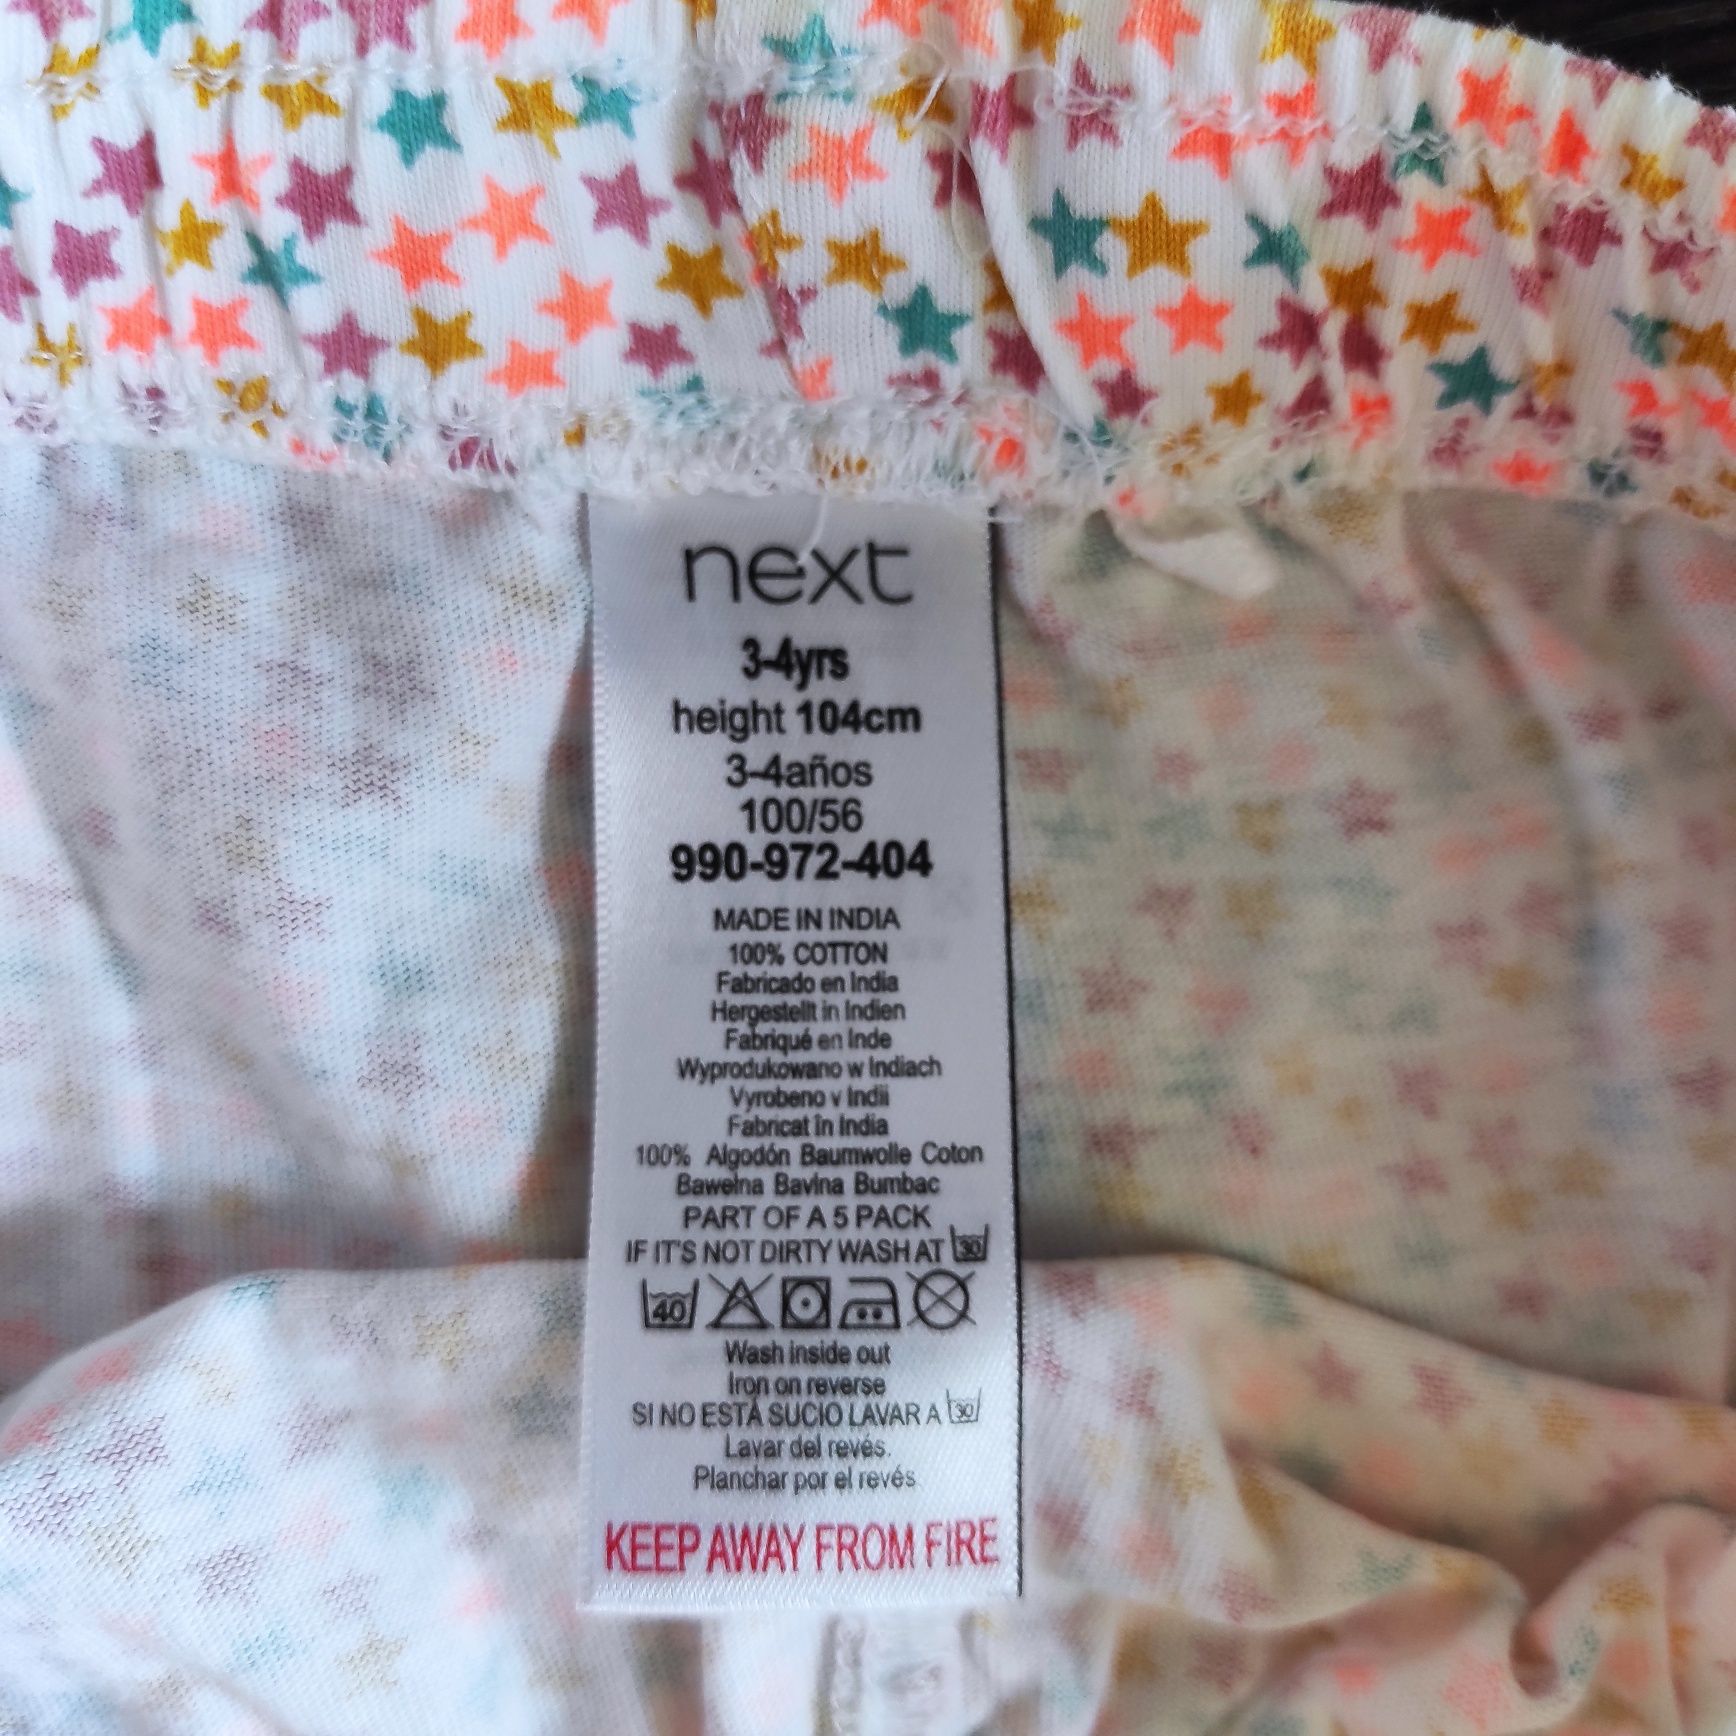 next
3-4yrs
height 104cm
3-4años
100/56
990-972-404
MADE IN INDIA
100% COTTON
Fabricado en India
Hergestellt in Indien
Fabriqué en Inde
Wyprodukowano w Indiach
Vyrobeno v Indii
Fabricat în India
100% Algodón Baumwolle Coton
Bawełna Bavlna Bumbac
PART OF A 5 PACK
IF IT'S NOT DIRTY WASH AT 30
40
Wash inside out
Iron on reverse
SI NO ESTÁ SUCIO LAVAR A 30
Lavar del revés.
Planchar por el revés
KEEP AWAY FROM FIRE